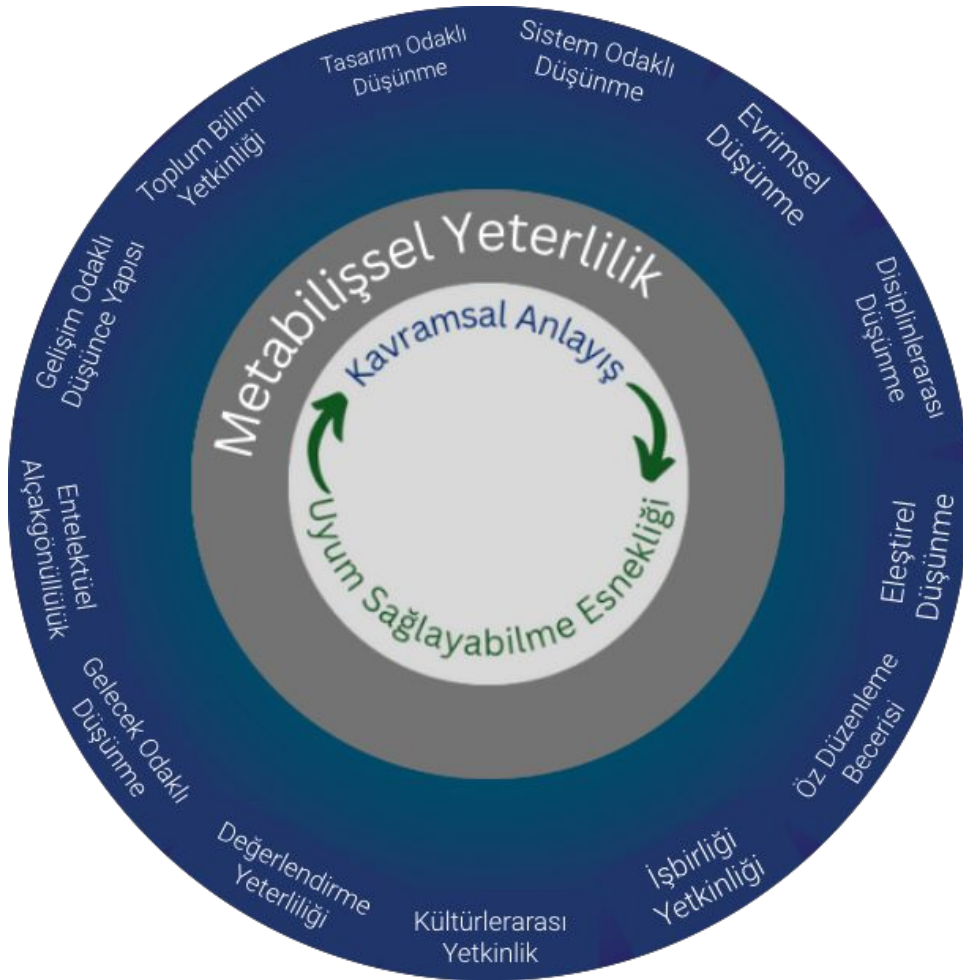 Tasarım Odaklı
Düşünme
Sistem Odaklı
Düşünme
Evrimsel
Düşünme
Disiplinlerarası
Düşünme
Eleştirel
Düşünme
Öz Düzenleme
Becerisi
İşbirliği
Yetkinliği
Kültürlerarası
Yetkinlik
Değerlendirme
Yeterliliği
Gelecek Odaklı
Düşünme
Entelektüel
Alçakgönüllülük
Gelişim Odaklı
Düşünce Yapısı
Toplum Bilimi
Yetkinliği
Metabilişsel Yeterlilik
Kavramsal Anlayış
Uyum Sağlayabilme Esnekliği